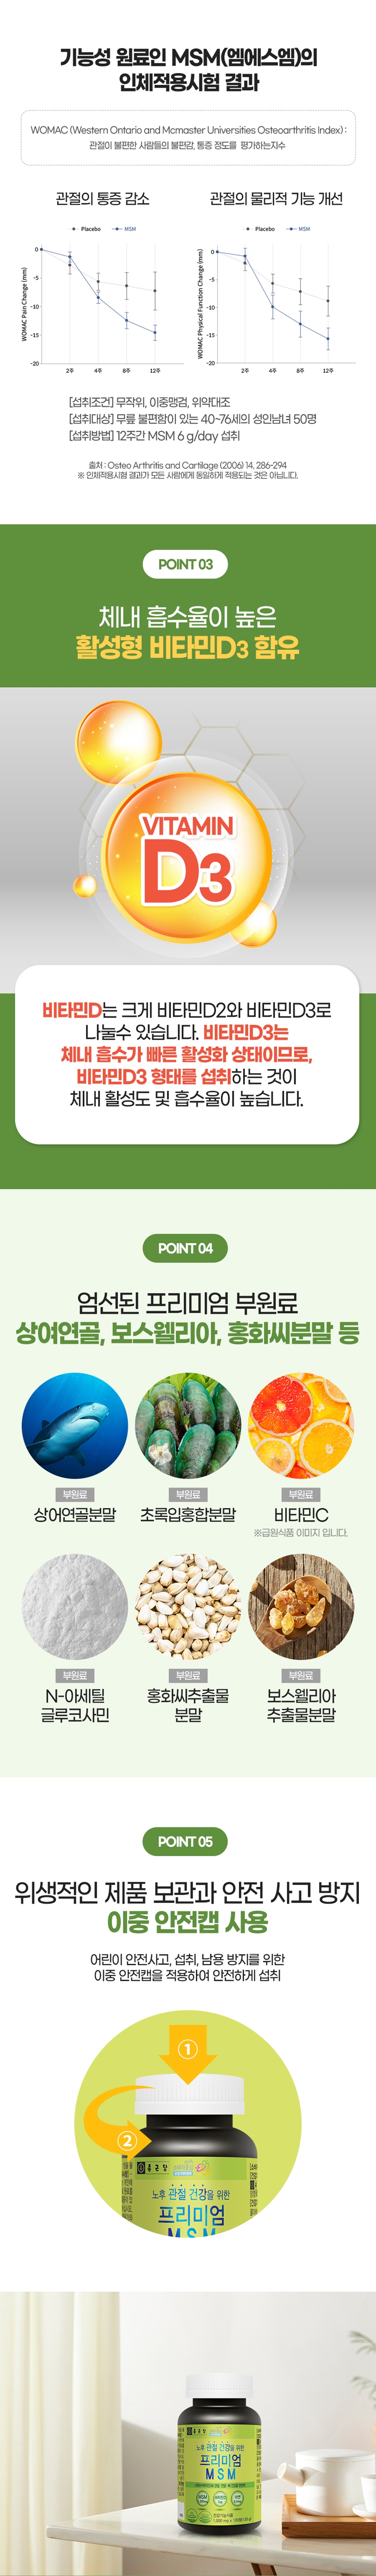 기능성 원료인 MSM(엠에스엠)의
인체적용시험 결과
WOMAC (Western Ontario and Mcmaster Universities Osteoarthritis Index) :
관절이 불편한 사람들의 불편감, 통증 정도를 평가하는지수
관절의 통증 감소
Placebo MSM
WOMAC Pain Change (mm)
0
-5
-10
-15
-20
2주 4주 8주 12주
관절의 물리적 기능 개선
Placebo MSM
WOMAC Physical Function Change (mm)
0
-5
-10
-15
-20
2주 4주 8주 12주
[섭취조건] 무작위, 이중맹검, 위약대조
[섭취대상] 무릎 불편함이 있는 40~76세의 성인남녀 50명
[섭취방법] 12주간 MSM 6 g/day 섭취
출처 : Osteo Arthritis and Cartilage (2006) 14, 286-294
※ 인체적용시험 결과가 모든 사람에게 동일하게 적용되는 것은 아닙니다.
POINT 03
체내 흡수율이 높은
활성형 비타민D3 함유
VITAMIN
D3
비타민D는 크게 비타민D2와 비타민D3로
나눌수 있습니다. 비타민D3는
체내 흡수가 빠른 활성화 상태이므로,
비타민D3 형태를 섭취하는 것이
체내 활성도 및 흡수율이 높습니다.
POINT 04
엄선된 프리미엄 부원료
상어연골, 보스웰리아, 홍화씨분말 등
부원료
상어연골분말
부원료
초록입홍합분말
부원료
비타민C
※급원식품 이미지 입니다.
부원료
N-아세틸
글루코사민
부원료
홍화씨추출물
분말
부원료
보스웰리아
추출물분말
POINT 05
위생적인 제품 보관과 안전 사고 방지
이중 안전캡 사용
어린이 안전사고, 섭취, 남용 방지를 위한
이중 안전캡을 적용하여 안전하게 섭취
1
2
종근당
노후 관절 건강을 위한
프리미엄
MSM
종근당
노후 관절 건강을 위한
프리미엄
MSM